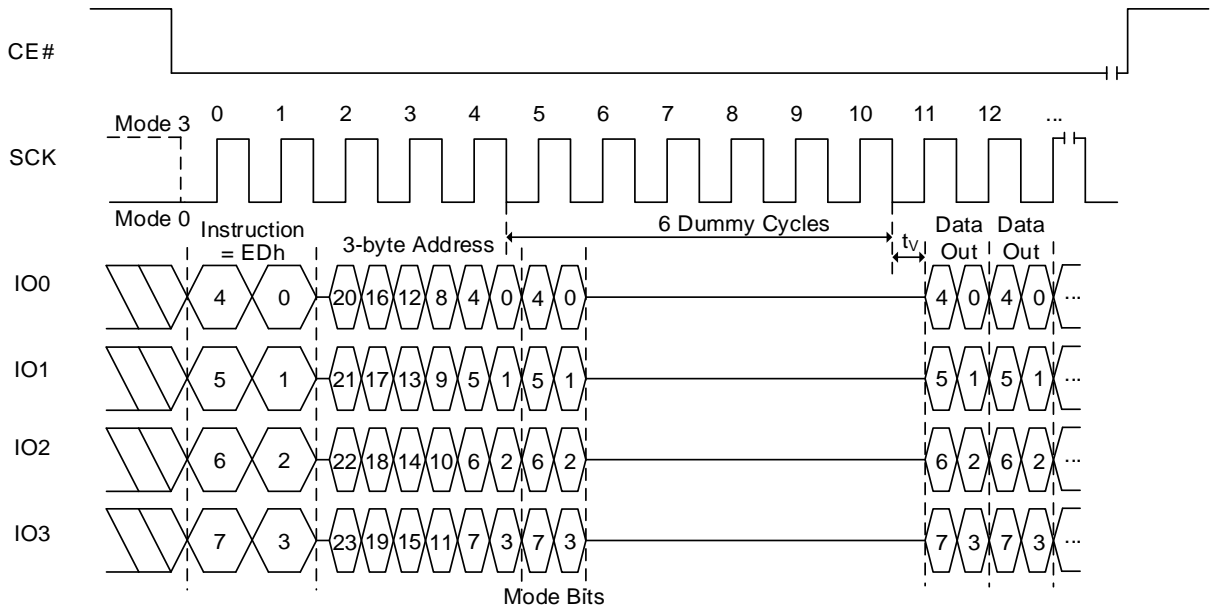 CE#
0 1 2 3 4 5 6 7 8 9 10 11 12 ...
Mode 3
SCK
Mode 0
Instruction
= EDh
3-byte Address
6 Dummy Cycles
tV
Data
Out
Data
Out
IO0 4 0 20 16 12 8 4 0 4 0 4 0 4 0 ...
IO1 5 1 21 17 13 9 5 1 5 1 5 1 5 1 ...
IO2 6 2 22 18 14 10 6 2 6 2 6 2 6 2 ...
IO3 7 3 23 19 15 11 7 3 7 3 7 3 7 3 ...
Mode Bits